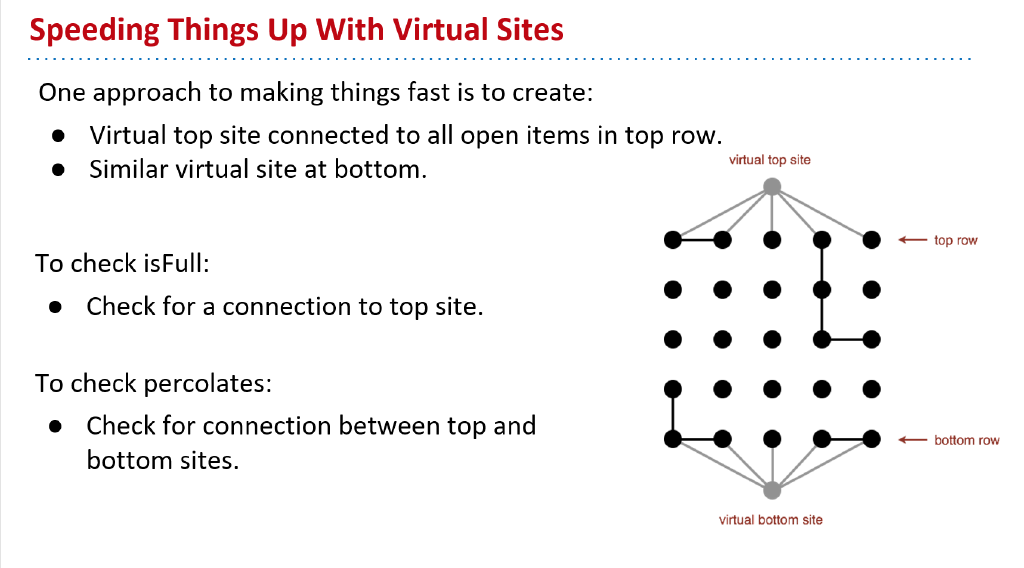 Speeding Things Up With Virtual Sites
One approach to making things fast is to create:
● Virtual top site connected to all open items in top row.
● Similar virtual site at bottom.
virtual top site
top row
To check isFull:
● Check for a connection to top site.
To check percolates:
● Check for connection between top and
bottom sites.
bottom row
virtual bottom site